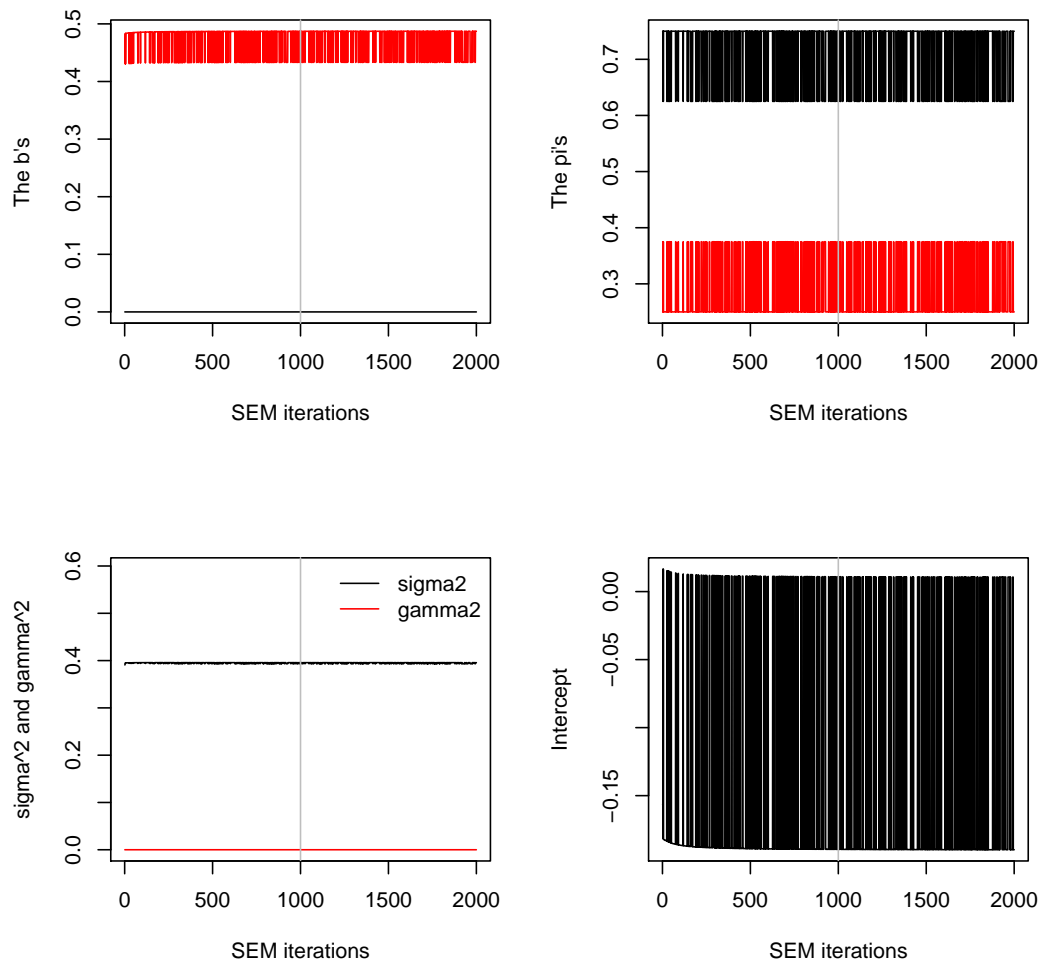 The b's
0.0 0.1 0.2 0.3 0.4 0.5
0 500 1000 1500 2000
SEM iterations
The pi's
0.3 0.4 0.5 0.6 0.7
0 500 1000 1500 2000
SEM iterations
sigma^2 and gamma^2
0.0 0.2 0.4 0.6
sigma2
gamma2
0 500 1000 1500 2000
SEM iterations
Intercept
−0.15 −0.05 0.00
0 500 1000 1500 2000
SEM iterations